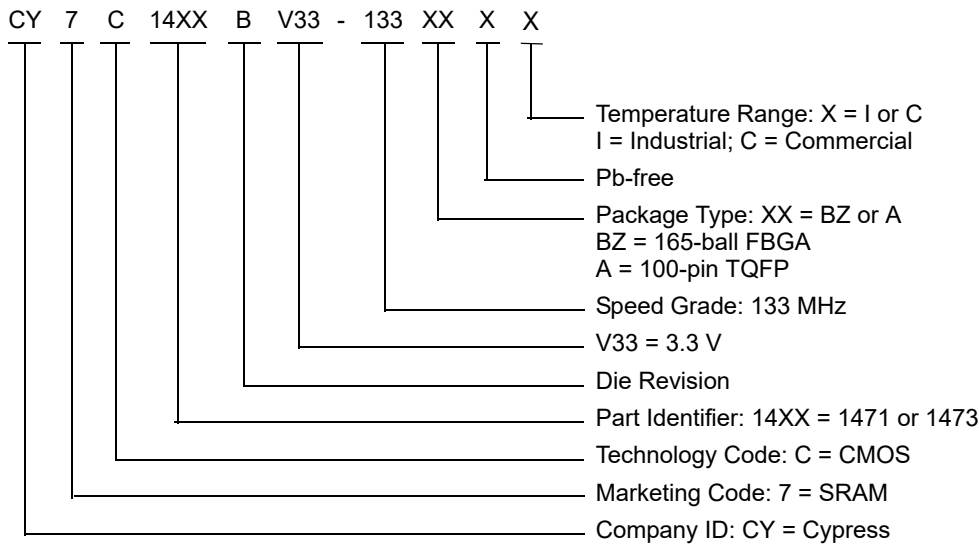 CY 7 C 14XX B V33 - 133 XX X X
Temperature Range: X = I or C
I = Industrial; C = Commercial
Pb-free
Package Type: XX = BZ or A
BZ = 165-ball FBGA
A = 100-pin TQFP
Speed Grade: 133 MHz
V33 = 3.3 V
Die Revision
Part Identifier: 14XX = 1471 or 1473
Technology Code: C = CMOS
Marketing Code: 7 = SRAM
Company ID: CY = Cypress